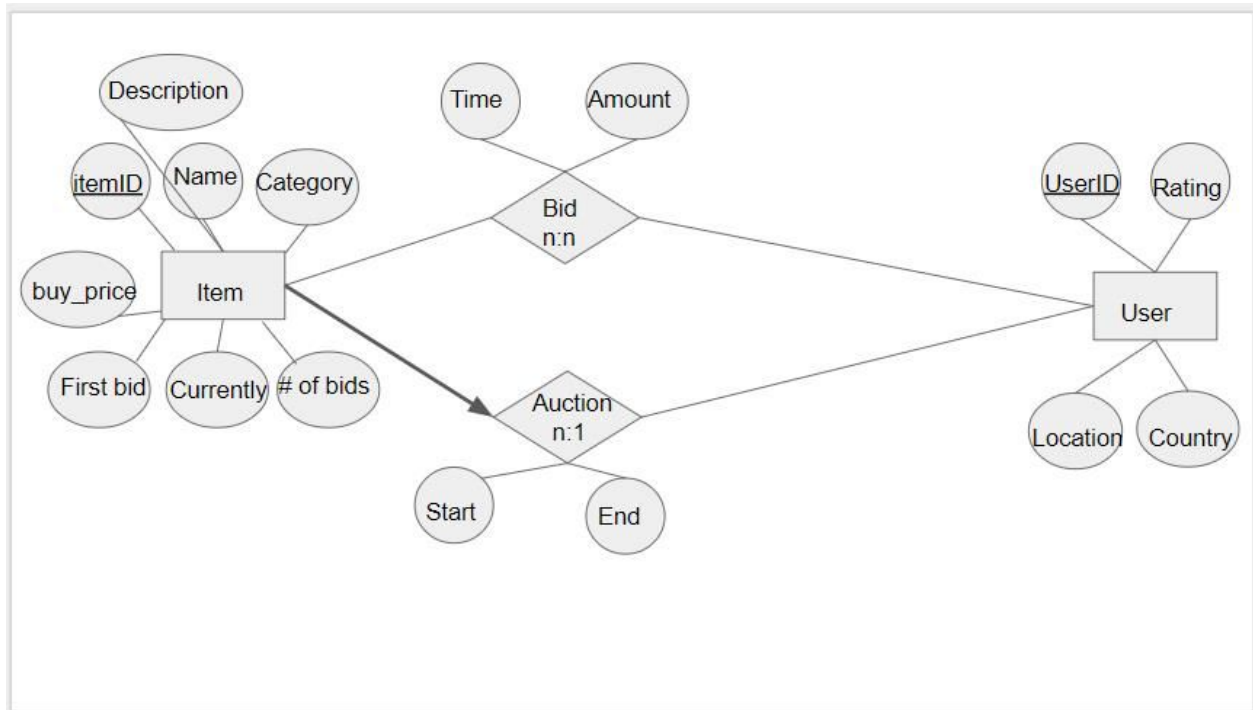 Description
Time
Amount
itemID
Name
Category
UserID
Rating
Bid
n:n
buy_price
Item
User
First bid
Currently
# of bids
Auction
n:1
Location
Country
Start
End